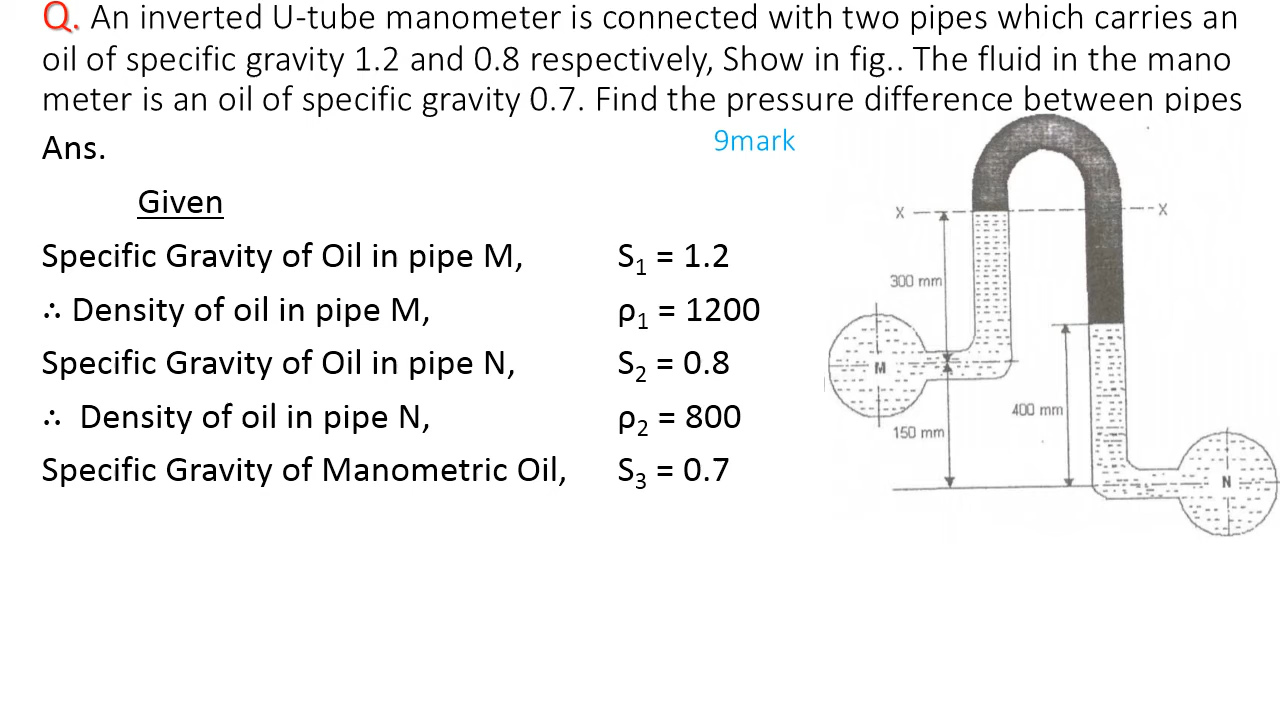 Q. An inverted U-tube manometer is connected with two pipes which carries an
oil of specific gravity 1.2 and 0.8 respectively, Show in fig.. The fluid in the mano
meter is an oil of specific gravity 0.7. Find the pressure difference between pipes
Ans.
9mark
Given
Specific Gravity of Oil in pipe M, S₁ = 1.2
∴ Density of oil in pipe M, ρ₁ = 1200
Specific Gravity of Oil in pipe N, S₂ = 0.8
∴ Density of oil in pipe N, ρ₂ = 800
Specific Gravity of Manometric Oil, S₃ = 0.7
X X
300 mm
M
400 mm
150 mm
N